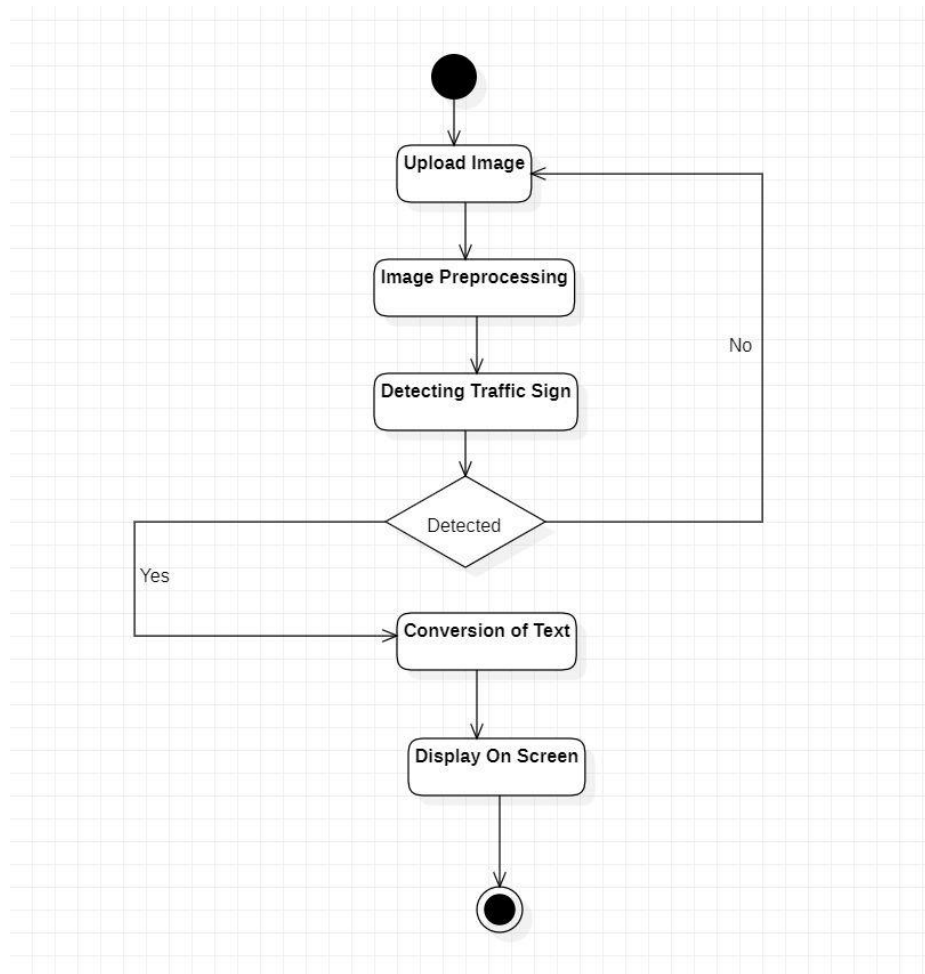 Upload Image
Image Preprocessing
No
Detecting Traffic Sign
Detected
Yes
Conversion of Text
Display On Screen